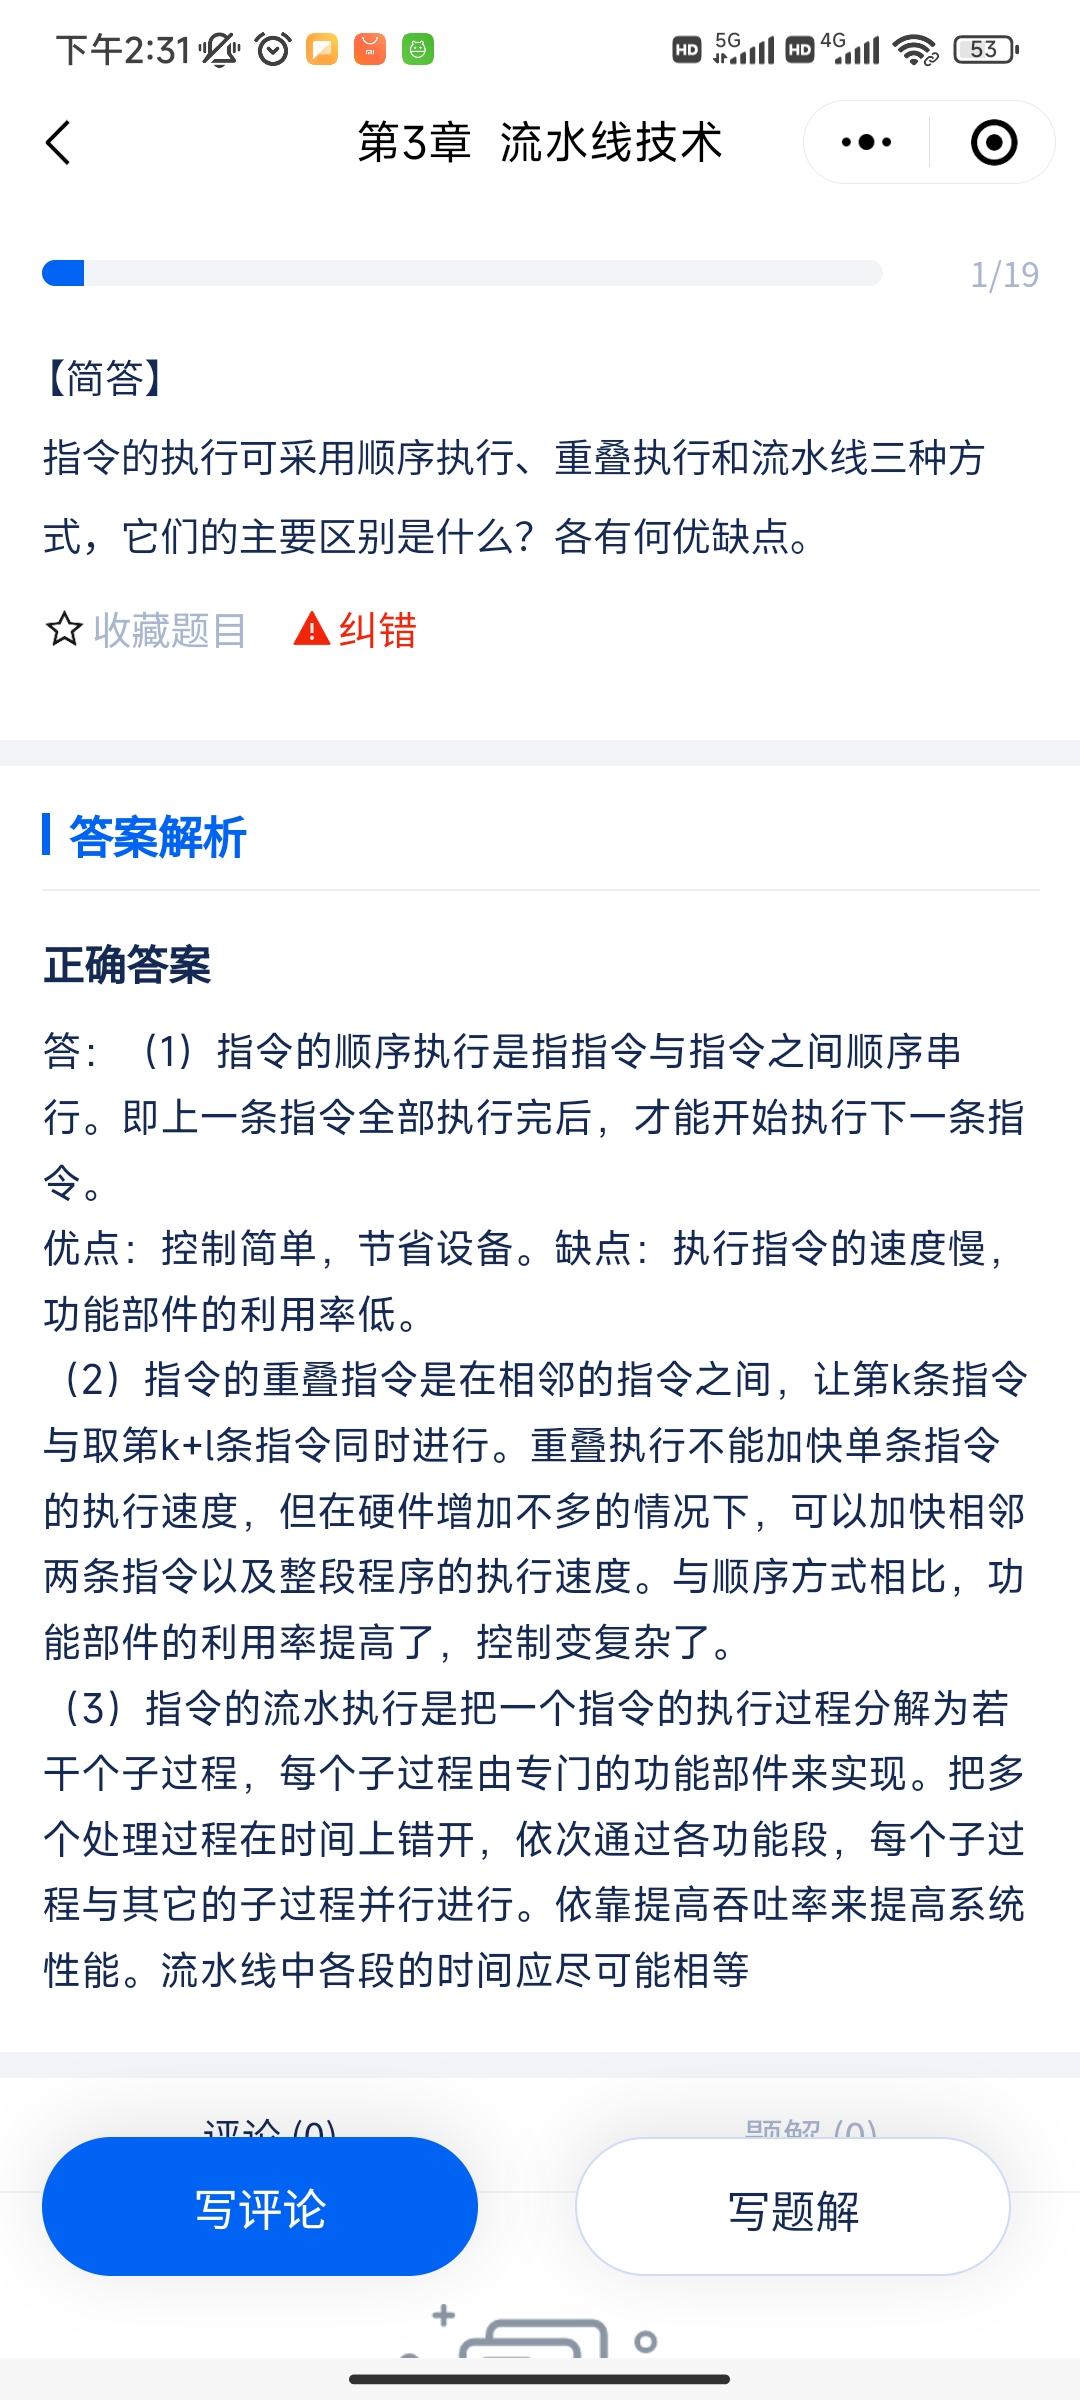 下午2:31
HD 5G HD 4G 53
第3章 流水线技术
1/19
【简答】
指令的执行可采用顺序执行、重叠执行和流水线三种方
式，它们的主要区别是什么？各有何优缺点。
收藏题目 纠错
答案解析
正确答案
答：（1）指令的顺序执行是指指令与指令之间顺序串
行。即上一条指令全部执行完后，才能开始执行下一条指
令。
优点：控制简单，节省设备。缺点：执行指令的速度慢，
功能部件的利用率低。
（2）指令的重叠指令是在相邻的指令之间，让第k条指令
与取第k+l条指令同时进行。重叠执行不能加快单条指令
的执行速度，但在硬件增加不多的情况下，可以加快相邻
两条指令以及整段程序的执行速度。与顺序方式相比，功
能部件的利用率提高了，控制变复杂了。
（3）指令的流水执行是把一个指令的执行过程分解为若
干个子过程，每个子过程由专门的功能部件来实现。把多
个处理过程在时间上错开，依次通过各功能段，每个子过
程与其它的子过程并行进行。依靠提高吞吐率来提高系统
性能。流水线中各段的时间应尽可能相等
评论 (0) 题解 (0)
写评论 写题解